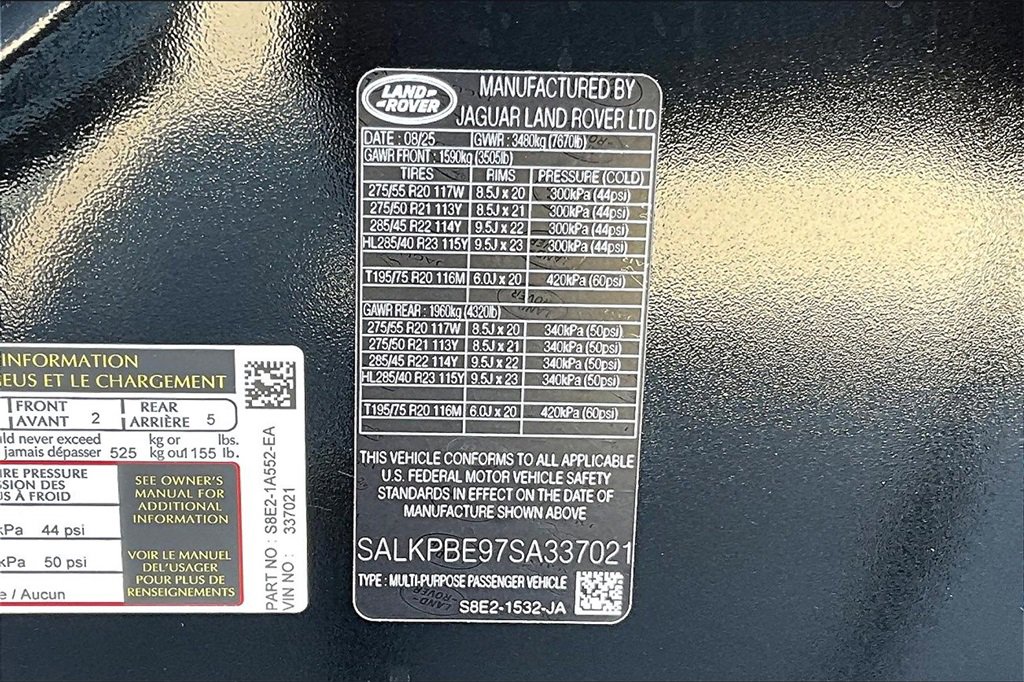 LAND ROVER
MANUFACTURED BY
JAGUAR LAND ROVER LTD
DATE : 08/25 GVWR : 3480kg (7670lb)
GAWR FRONT : 1590kg (3505lb)
TIRES RIMS PRESSURE (COLD)
275/55 R20 117W 8.5J x 20 300kPa (44psi)
275/50 R21 113Y 8.5J x 21 300kPa (44psi)
285/45 R22 114Y 9.5J x 22 300kPa (44psi)
HL285/40 R23 115Y 9.5J x 23 300kPa (44psi)
T195/75 R20 116M 6.0J x 20 420kPa (60psi)
GAWR REAR : 1960kg (4320lb)
275/55 R20 117W 8.5J x 20 340kPa (50psi)
275/50 R21 113Y 8.5J x 21 340kPa (50psi)
285/45 R22 114Y 9.5J x 22 340kPa (50psi)
HL285/40 R23 115Y 9.5J x 23 340kPa (50psi)
T195/75 R20 116M 6.0J x 20 420kPa (60psi)
THIS VEHICLE CONFORMS TO ALL APPLICABLE
U.S. FEDERAL MOTOR VEHICLE SAFETY
STANDARDS IN EFFECT ON THE DATE OF
MANUFACTURE SHOWN ABOVE
SALKPBE97SA337021
TYPE : MULTI-PURPOSE PASSENGER VEHICLE
S8E2-1532-JA
INFORMATION
EUS ET LE CHARGEMENT
FRONT REAR
AVANT 2 ARRIÈRE 5
ld never exceed kg or lbs.
jamais dépasser 525 kg ou1155 lb.
IRE PRESSURE
SSION DES
US À FROID
kPa 44 psi
kPa 50 psi
e / Aucun
SEE OWNER'S
MANUAL FOR
ADDITIONAL
INFORMATION
VOIR LE MANUEL
DEL'USAGER
POUR PLUS DE
RENSEIGNEMENTS
PART NO : S8E2-1A552-EA
VIN NO : 337021